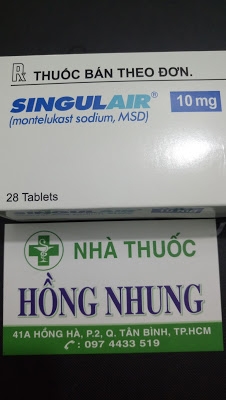 R THUỐC BÁN THEO ĐƠN.
SINGULAIR® 10 mg
(montelukast sodium, MSD)
28 Tablets
NHÀ THUỐC
HỒNG NHUNG
41A HỒNG HÀ, P.2, Q. TÂN BÌNH, TP.HCM
: 097 4433 519